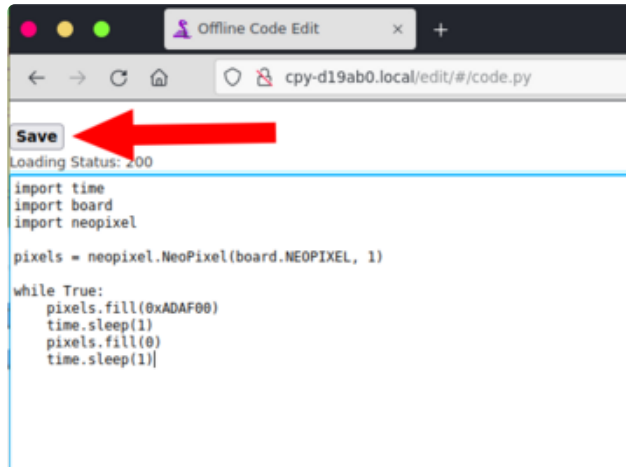 Offline Code Edit
cpy-d19ab0.local/edit/#/code.py
Save
Loading Status: 200
import time
import board
import neopixel

pixels = neopixel.NeoPixel(board.NEOPIXEL, 1)

while True:
    pixels.fill(0xADAF00)
    time.sleep(1)
    pixels.fill(0)
    time.sleep(1)